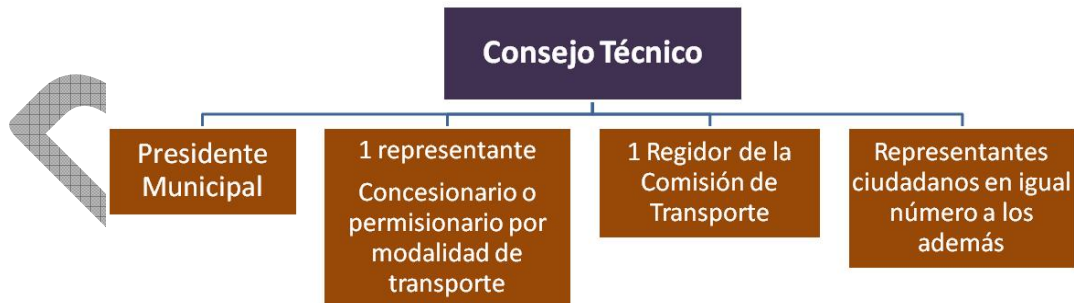 Consejo Técnico
Presidente
Municipal
1 representante
Concesionario o
permisionario por
modalidad de
transporte
1 Regidor de la
Comisión de
Transporte
Representantes
ciudadanos en igual
número a los
además